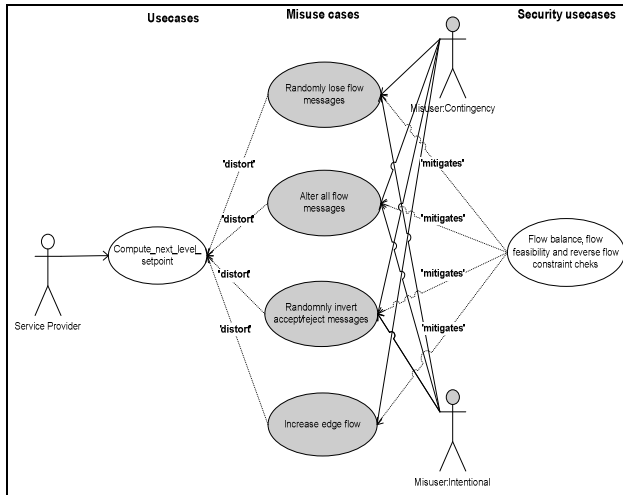 Usecases
Misuse cases
Security usecases
Randomly lose flow
messages
Misuser:Contingency
'distort'
'mitigates'
Alter all flow
messages
'distort'
'mitigates'
Compute_next_level_
setpoint
Flow balance, flow
feasibility and reverse flow
constraint cheks
Service Provider
'distort'
'mitigates'
Randomnly invert
accept/reject messages
'distort'
'mitigates'
Increase edge flow
Misuser:Intentional